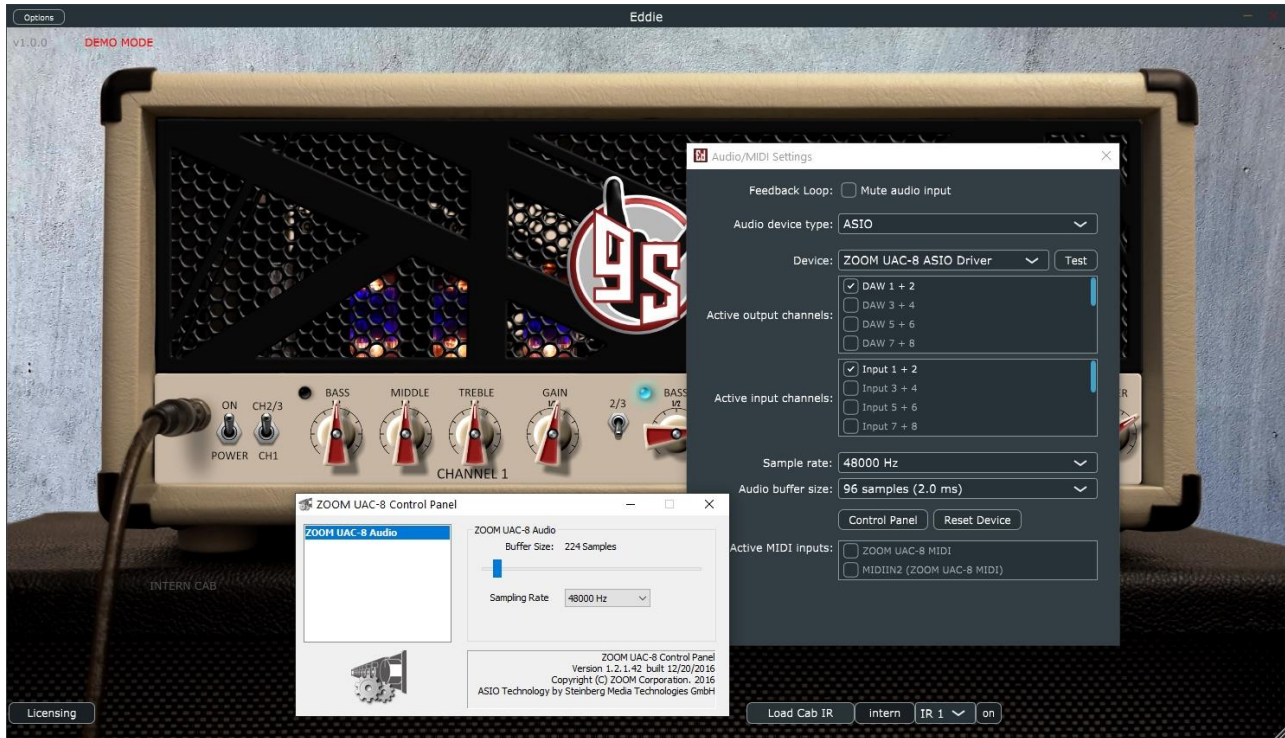 Options
Eddie
v1.0.0
DEMO MODE
9s
BASS
MIDDLE
TREBLE
GAIN
1/2
ON
CH2/3
POWER
CH1
CHANNEL 1
2/3
BASS
1/2
R
INTERN CAB
Audio/MIDI Settings
Feedback Loop:
Mute audio input
Audio device type:
ASIO
Device:
ZOOM UAC-8 ASIO Driver
Test
Active output channels:
DAW 1 + 2
DAW 3 + 4
DAW 5 + 6
DAW 7 + 8
Active input channels:
Input 1 + 2
Input 3 + 4
Input 5 + 6
Input 7 + 8
Sample rate:
48000 Hz
Audio buffer size:
96 samples (2.0 ms)
Control Panel
Reset Device
Active MIDI inputs:
ZOOM UAC-8 MIDI
MIDIIN2 (ZOOM UAC-8 MIDI)
ZOOM UAC-8 Control Panel
ZOOM UAC-8 Audio
ZOOM UAC-8 Audio
Buffer Size:
224 Samples
Sampling Rate
48000 Hz
ZOOM UAC-8 Control Panel
Version 1.2.1.42 built 12/20/2016
Copyright (C) ZOOM Corporation. 2016
ASIO Technology by Steinberg Media Technologies GmbH
Licensing
Load Cab IR
intern
IR 1
on